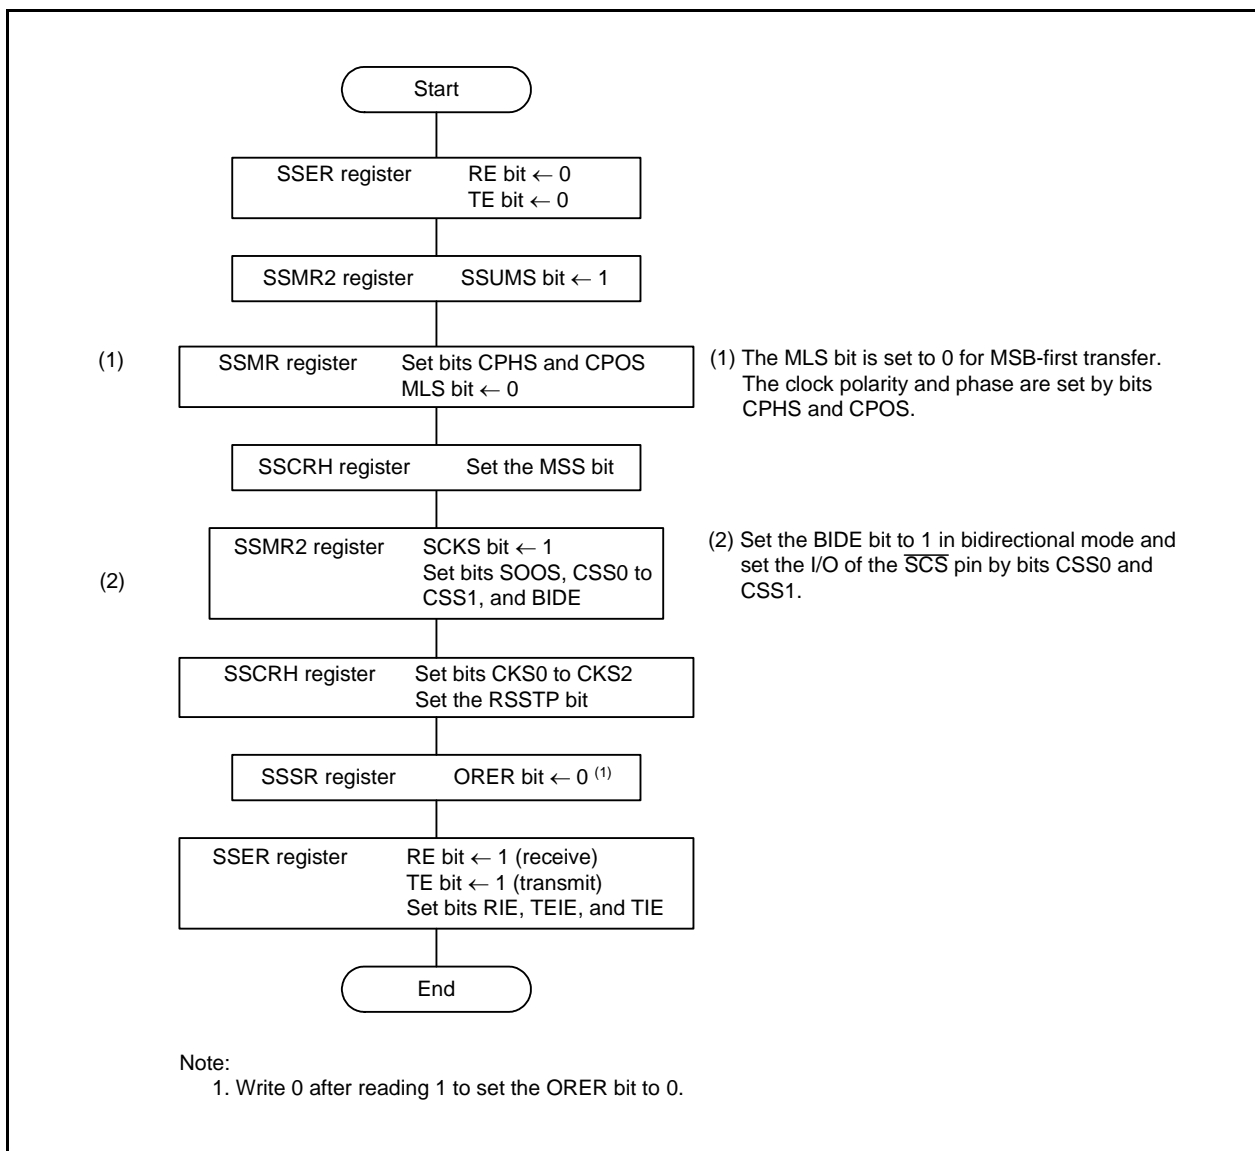 Start
SSER register RE bit ← 0
TE bit ← 0
SSMR2 register SSUMS bit ← 1
(1)
SSMR register Set bits CPHS and CPOS
MLS bit ← 0
(1) The MLS bit is set to 0 for MSB-first transfer.
The clock polarity and phase are set by bits
CPHS and CPOS.
SSCRH register Set the MSS bit
(2)
SSMR2 register SCKS bit ← 1
Set bits SOOS, CSS0 to
CSS1, and BIDE
(2) Set the BIDE bit to 1 in bidirectional mode and
set the I/O of the S̅C̅S̅ pin by bits CSS0 and
CSS1.
SSCRH register Set bits CKS0 to CKS2
Set the RSSTP bit
SSSR register ORER bit ← 0 (1)
SSER register RE bit ← 1 (receive)
TE bit ← 1 (transmit)
Set bits RIE, TEIE, and TIE
End
Note:
1. Write 0 after reading 1 to set the ORER bit to 0.